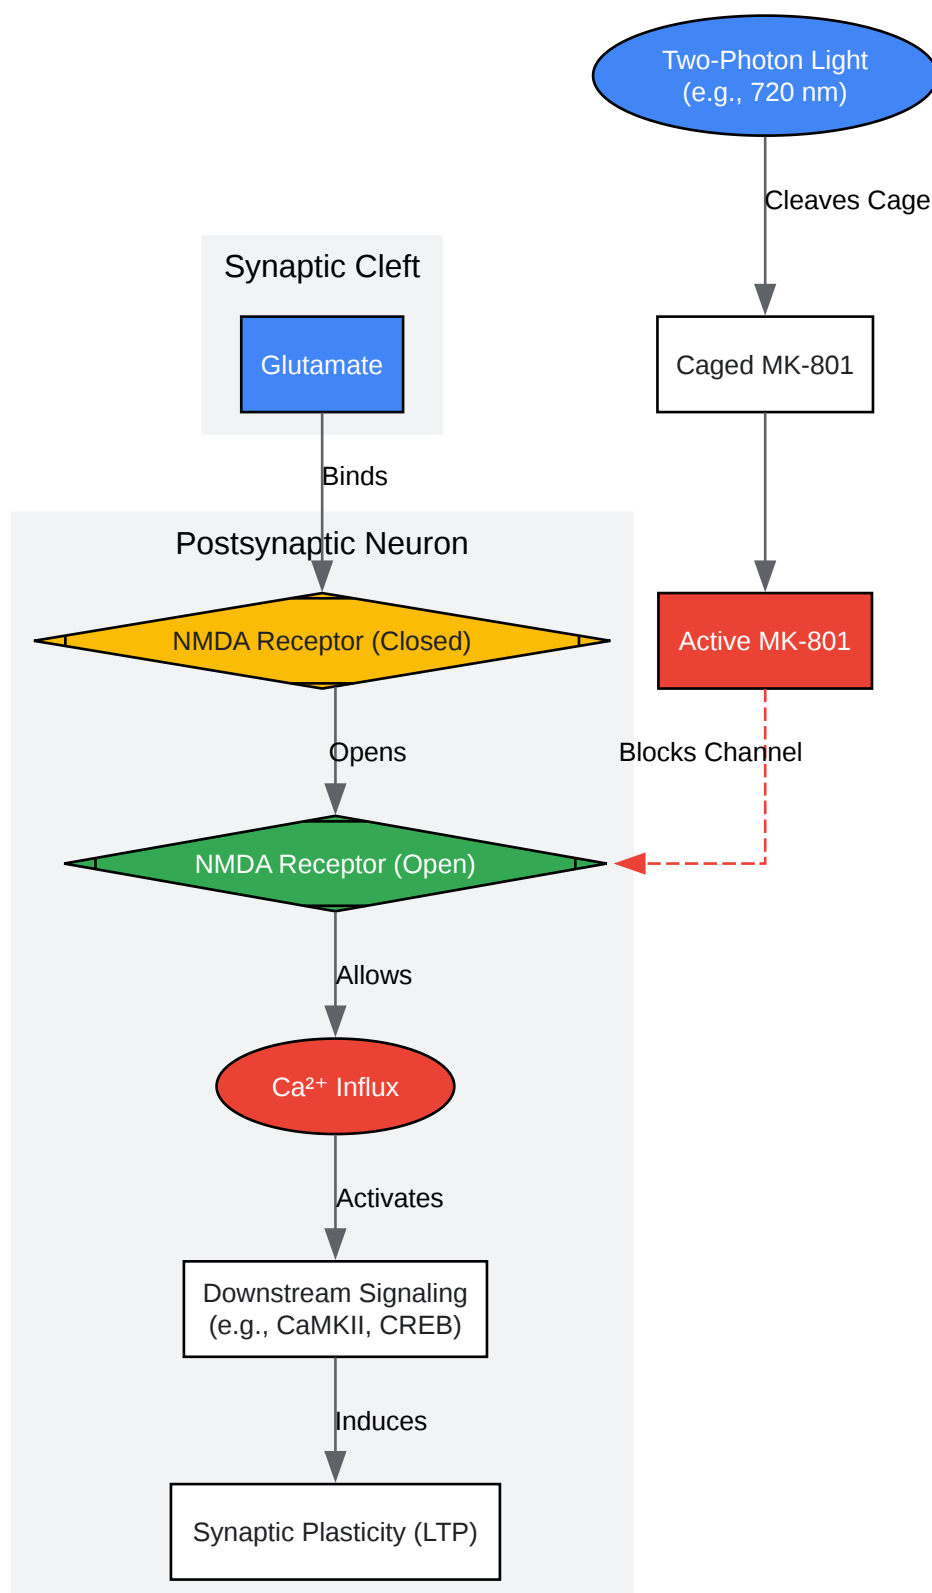 Two-Photon Light
(e.g., 720 nm)
Cleaves Cage
Synaptic Cleft
Glutamate
Caged MK-801
Binds
Postsynaptic Neuron
NMDA Receptor (Closed)
Active MK-801
Opens
Blocks Channel
NMDA Receptor (Open)
Allows
Ca²⁺ Influx
Activates
Downstream Signaling
(e.g., CaMKII, CREB)
Induces
Synaptic Plasticity (LTP)